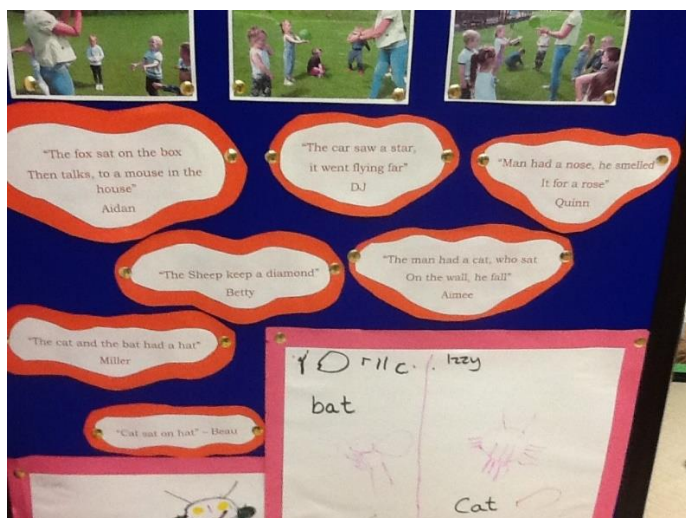 "The fox sat on the box
Then talks, to a mouse in the
house"
Aidan
"The car saw a star,
it went flying far"
DJ
"Man had a nose, he smelled
It for a rose"
Quinn
"The Sheep keep a diamond"
Betty
"The man had a cat, who sat
On the wall, he fall"
Aimee
"The cat and the bat had a hat"
Miller
"Cat sat on hat" – Beau
Izzy
bat
Cat